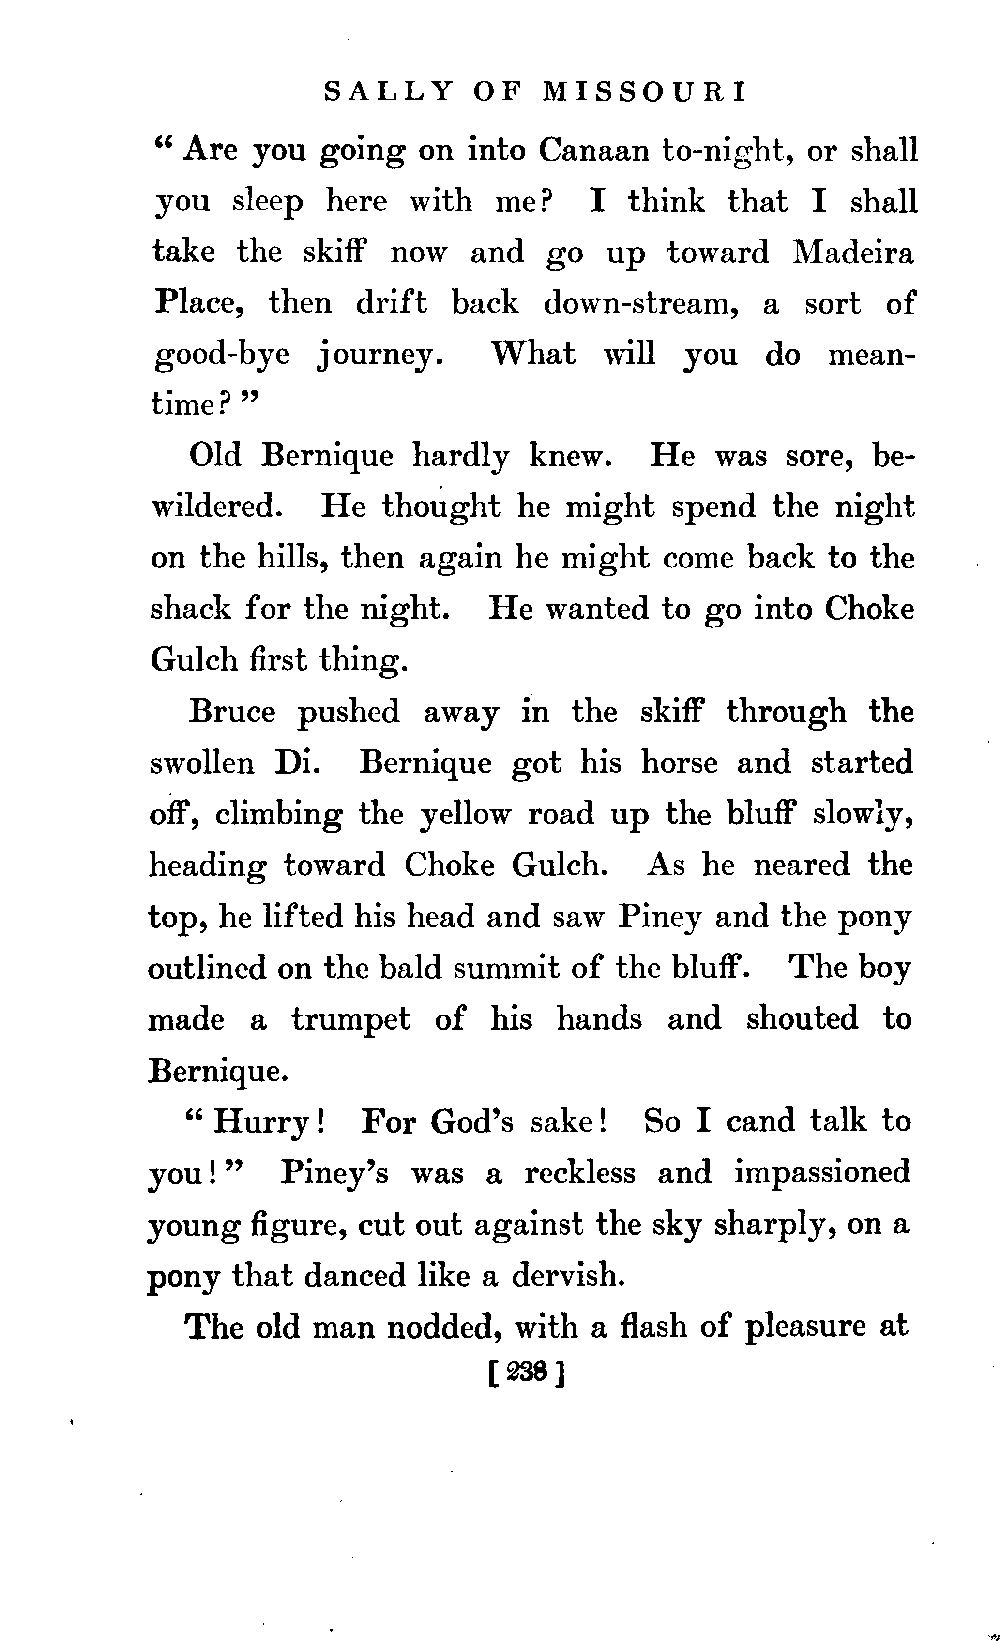 SALLY OF MISSOURI
“ Are you going on into Canaan to-night, or shall
you sleep here with me? I think that I shall
take the skiff now and go up toward Madeira
Place, then drift back down-stream, a sort of
good-bye journey. What will you do mean-
time? ”
Old Bernique hardly knew. He was sore, be-
wildered. He thought he might spend the night
on the hills, then again he might come back to the
shack for the night. He wanted to go into Choke
Gulch first thing.
Bruce pushed away in the skiff through the
swollen Di. Bernique got his horse and started
off, climbing the yellow road up the bluff slowly,
heading toward Choke Gulch. As he neared the
top, he lifted his head and saw Piney and the pony
outlined on the bald summit of the bluff. The boy
made a trumpet of his hands and shouted to
Bernique.
“ Hurry! For God’s sake! So I cand talk to
you! ” Piney’s was a reckless and impassioned
young figure, cut out against the sky sharply, on a
pony that danced like a dervish.
The old man nodded, with a flash of pleasure at
[ 238 ]